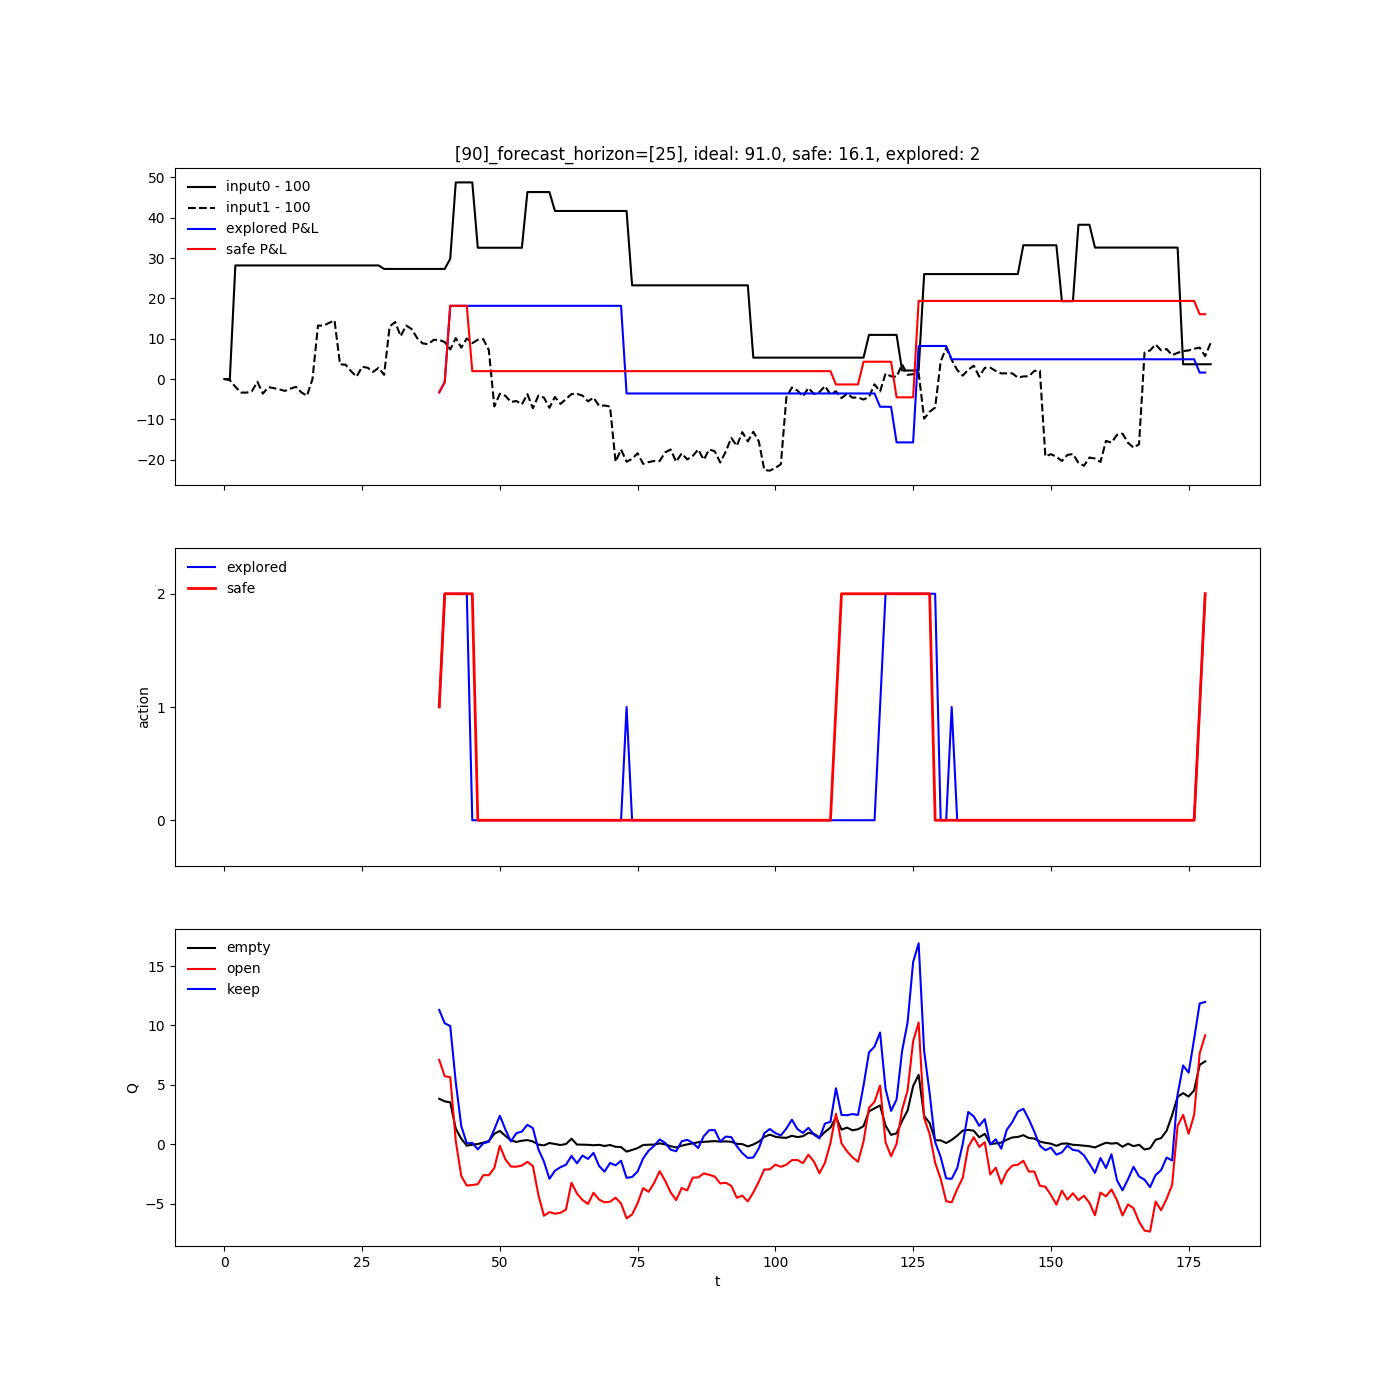 [90]_forecast_horizon=[25], ideal: 91.0, safe: 16.1, explored: 2
50
40
30
20
10
0
−10
−20
input0 - 100
input1 - 100
explored P&L
safe P&L
2
1
0
action
explored
safe
15
10
5
0
−5
Q
empty
open
keep
0 25 50 75 100 125 150 175
t